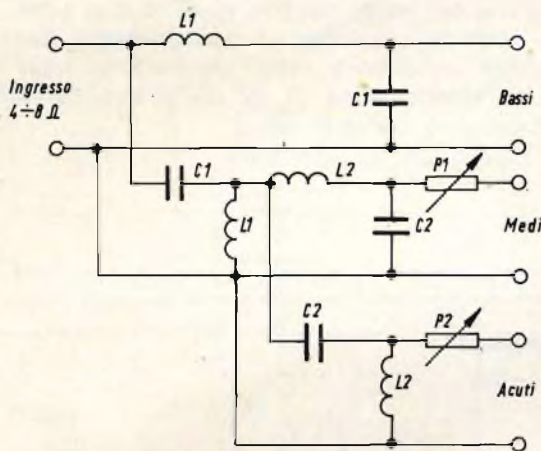 L1
Ingresso
4÷8 Ω
C1
Bassi
C1
L2
P1
L1
C2
Medi
C2
P2
L2
Acuti